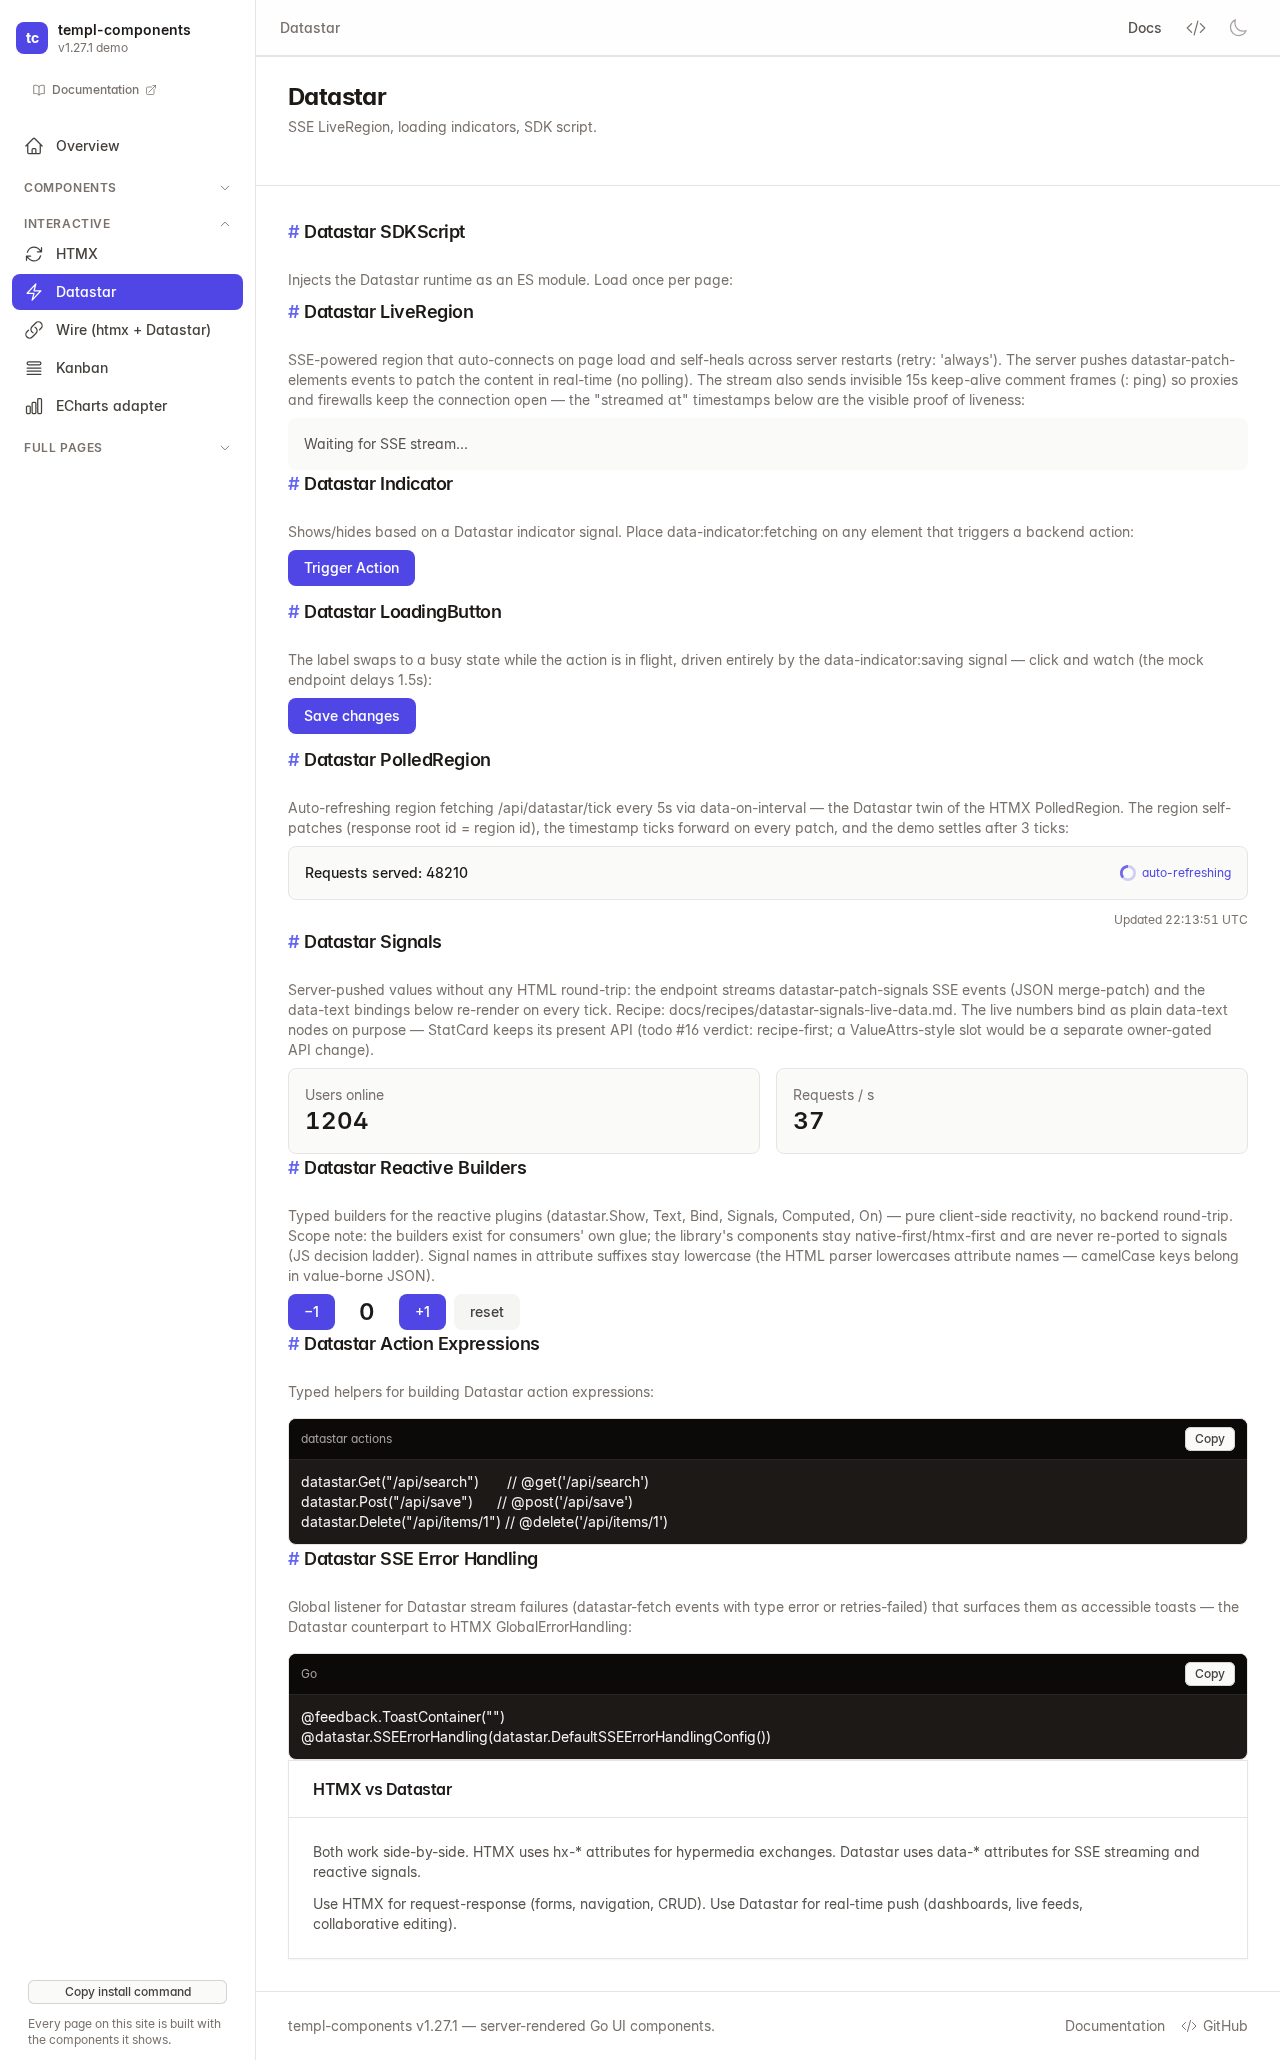 tc
templ-components
v1.27.1 demo
Documentation
Overview
COMPONENTS
INTERACTIVE
HTMX
Datastar
Wire (htmx + Datastar)
Kanban
ECharts adapter
FULL PAGES
Copy install command
Every page on this site is built with
the components it shows.
Datastar
Docs
Datastar
SSE LiveRegion, loading indicators, SDK script.
# Datastar SDKScript
Injects the Datastar runtime as an ES module. Load once per page:
# Datastar LiveRegion
SSE-powered region that auto-connects on page load and self-heals across server restarts (retry: 'always'). The server pushes datastar-patch-
elements events to patch the content in real-time (no polling). The stream also sends invisible 15s keep-alive comment frames (: ping) so proxies
and firewalls keep the connection open — the "streamed at" timestamps below are the visible proof of liveness:
Waiting for SSE stream...
# Datastar Indicator
Shows/hides based on a Datastar indicator signal. Place data-indicator:fetching on any element that triggers a backend action:
Trigger Action
# Datastar LoadingButton
The label swaps to a busy state while the action is in flight, driven entirely by the data-indicator:saving signal — click and watch (the mock
endpoint delays 1.5s):
Save changes
# Datastar PolledRegion
Auto-refreshing region fetching /api/datastar/tick every 5s via data-on-interval — the Datastar twin of the HTMX PolledRegion. The region self-
patches (response root id = region id), the timestamp ticks forward on every patch, and the demo settles after 3 ticks:
Requests served: 48210
auto-refreshing
Updated 22:13:51 UTC
# Datastar Signals
Server-pushed values without any HTML round-trip: the endpoint streams datastar-patch-signals SSE events (JSON merge-patch) and the
data-text bindings below re-render on every tick. Recipe: docs/recipes/datastar-signals-live-data.md. The live numbers bind as plain data-text
nodes on purpose — StatCard keeps its present API (todo #16 verdict: recipe-first; a ValueAttrs-style slot would be a separate owner-gated
API change).
Users online
1204
Requests / s
37
# Datastar Reactive Builders
Typed builders for the reactive plugins (datastar.Show, Text, Bind, Signals, Computed, On) — pure client-side reactivity, no backend round-trip.
Scope note: the builders exist for consumers' own glue; the library's components stay native-first/htmx-first and are never re-ported to signals
(JS decision ladder). Signal names in attribute suffixes stay lowercase (the HTML parser lowercases attribute names — camelCase keys belong
in value-borne JSON).
−1 0 +1 reset
# Datastar Action Expressions
Typed helpers for building Datastar action expressions:
datastar actions
Copy
datastar.Get("/api/search") // @get('/api/search')
datastar.Post("/api/save") // @post('/api/save')
datastar.Delete("/api/items/1") // @delete('/api/items/1')
# Datastar SSE Error Handling
Global listener for Datastar stream failures (datastar-fetch events with type error or retries-failed) that surfaces them as accessible toasts — the
Datastar counterpart to HTMX GlobalErrorHandling:
Go
Copy
@feedback.ToastContainer("")
@datastar.SSEErrorHandling(datastar.DefaultSSEErrorHandlingConfig())
HTMX vs Datastar
Both work side-by-side. HTMX uses hx-* attributes for hypermedia exchanges. Datastar uses data-* attributes for SSE streaming and
reactive signals.
Use HTMX for request-response (forms, navigation, CRUD). Use Datastar for real-time push (dashboards, live feeds,
collaborative editing).
templ-components v1.27.1 — server-rendered Go UI components.
Documentation
GitHub